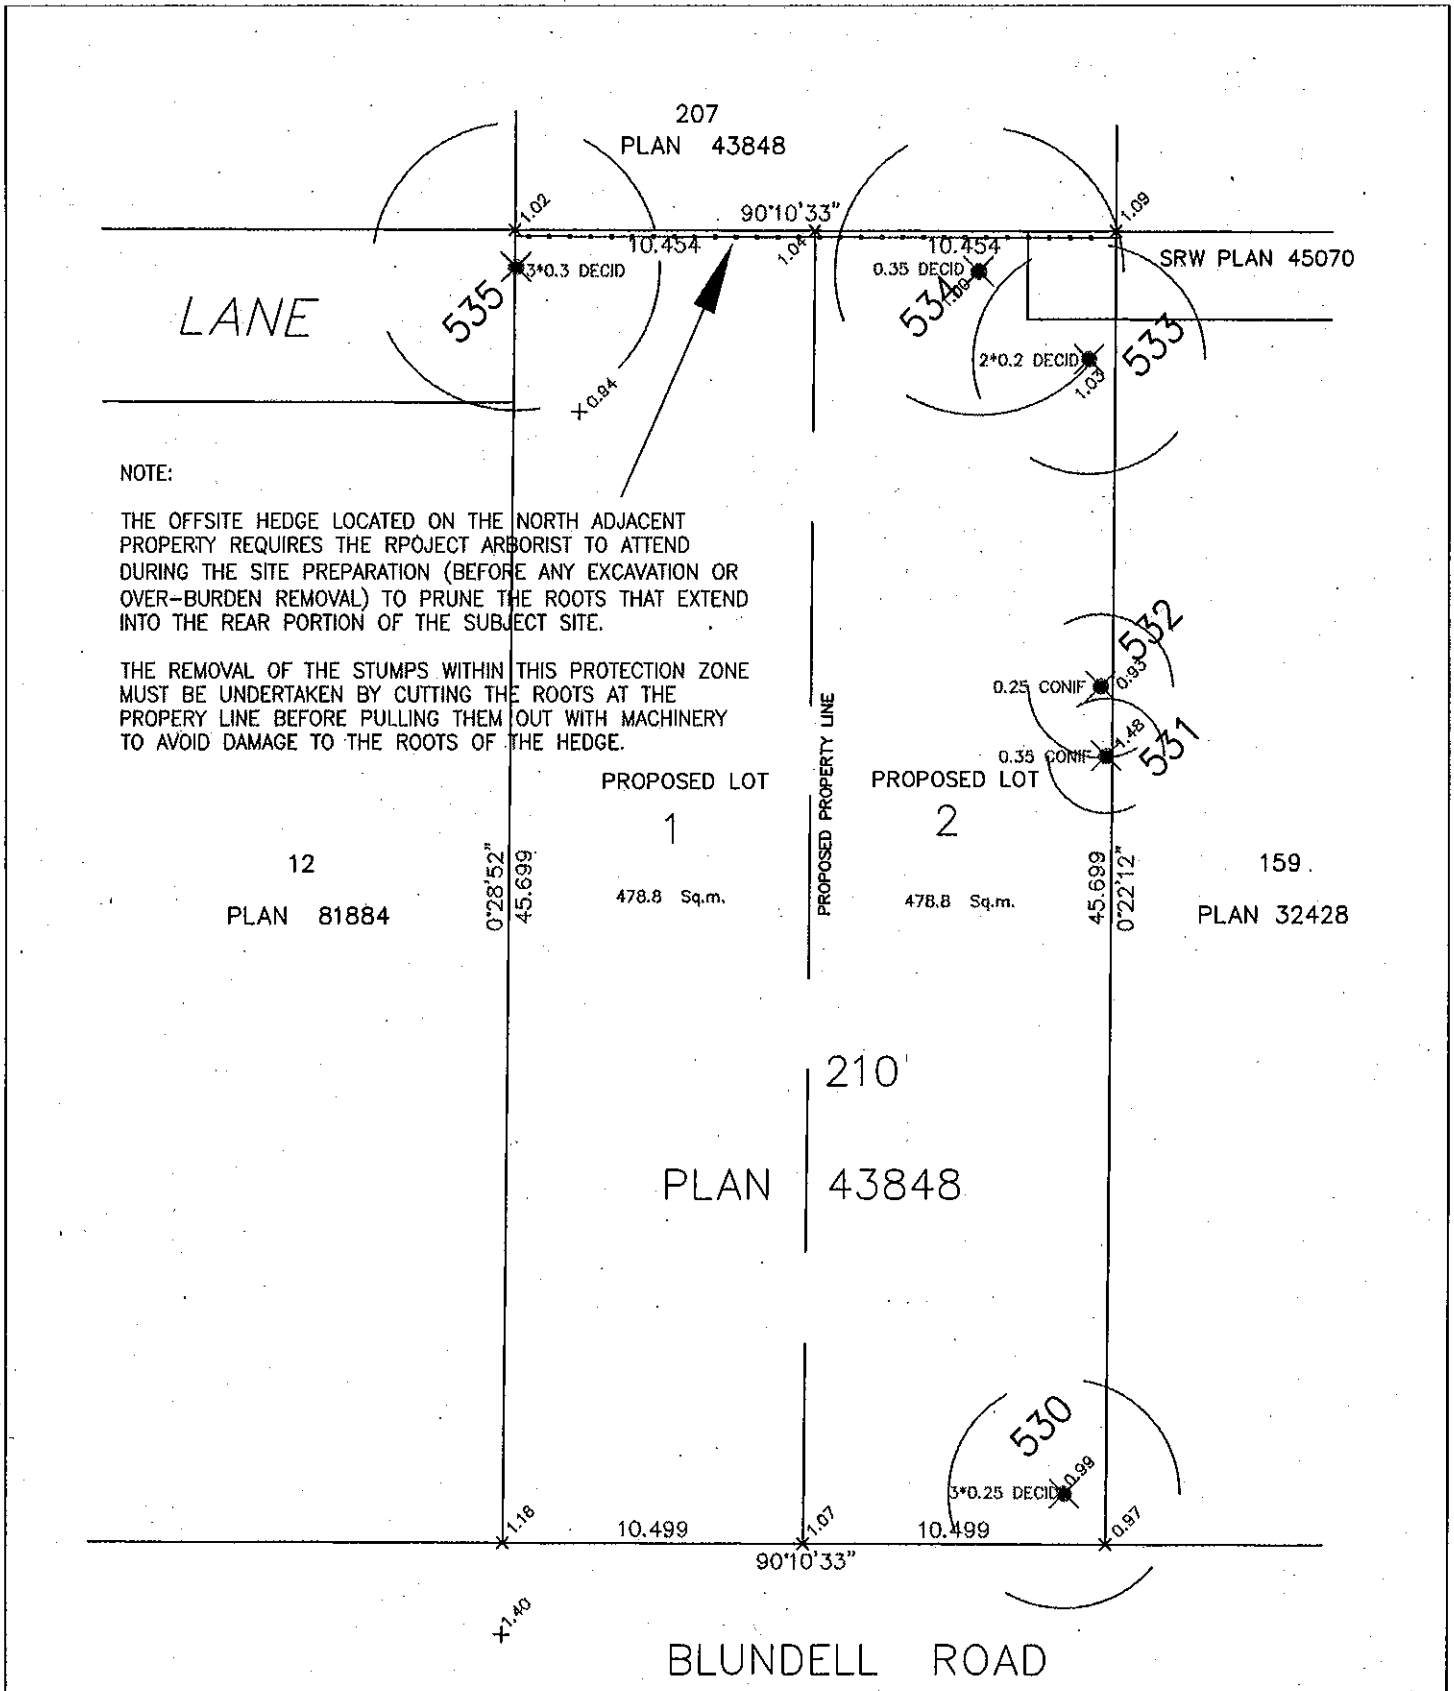 207
PLAN 43848
1.02
90°10'33"
1.09
10.454
1.04
10.454
SRW PLAN 45070
3*0.3 DECID
0.35 DECID
1.00
LANE
535
534
533
2*0.2 DECID
1.03
0.94
NOTE:
THE OFFSITE HEDGE LOCATED ON THE NORTH ADJACENT
PROPERTY REQUIRES THE RPOJECT ARBORIST TO ATTEND
DURING THE SITE PREPARATION (BEFORE ANY EXCAVATION OR
OVER-BURDEN REMOVAL) TO PRUNE THE ROOTS THAT EXTEND
INTO THE REAR PORTION OF THE SUBJECT SITE.
THE REMOVAL OF THE STUMPS WITHIN THIS PROTECTION ZONE
MUST BE UNDERTAKEN BY CUTTING THE ROOTS AT THE
PROPERY LINE BEFORE PULLING THEM OUT WITH MACHINERY
TO AVOID DAMAGE TO THE ROOTS OF THE HEDGE.
532
0.25 CONIF
0.93
0.35 CONIF
1.48
531
PROPOSED PROPERTY LINE
PROPOSED LOT
1
478.8 Sq.m.
PROPOSED LOT
2
478.8 Sq.m.
12
PLAN 81884
0°28'52"
45.699
45.699
0°22'12"
159
PLAN 32428
210
PLAN 43848
530
3*0.25 DECID
0.99
1.18
10.499
1.07
10.499
0.97
90°10'33"
1.40
BLUNDELL ROAD